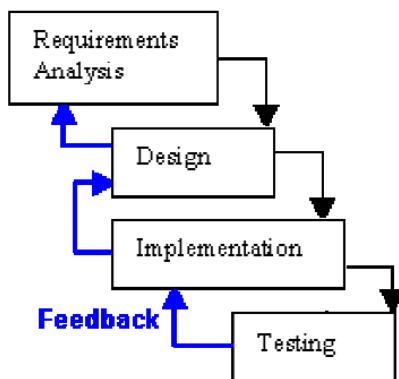 Requirements
Analysis
Design
Implementation
Feedback
Testing